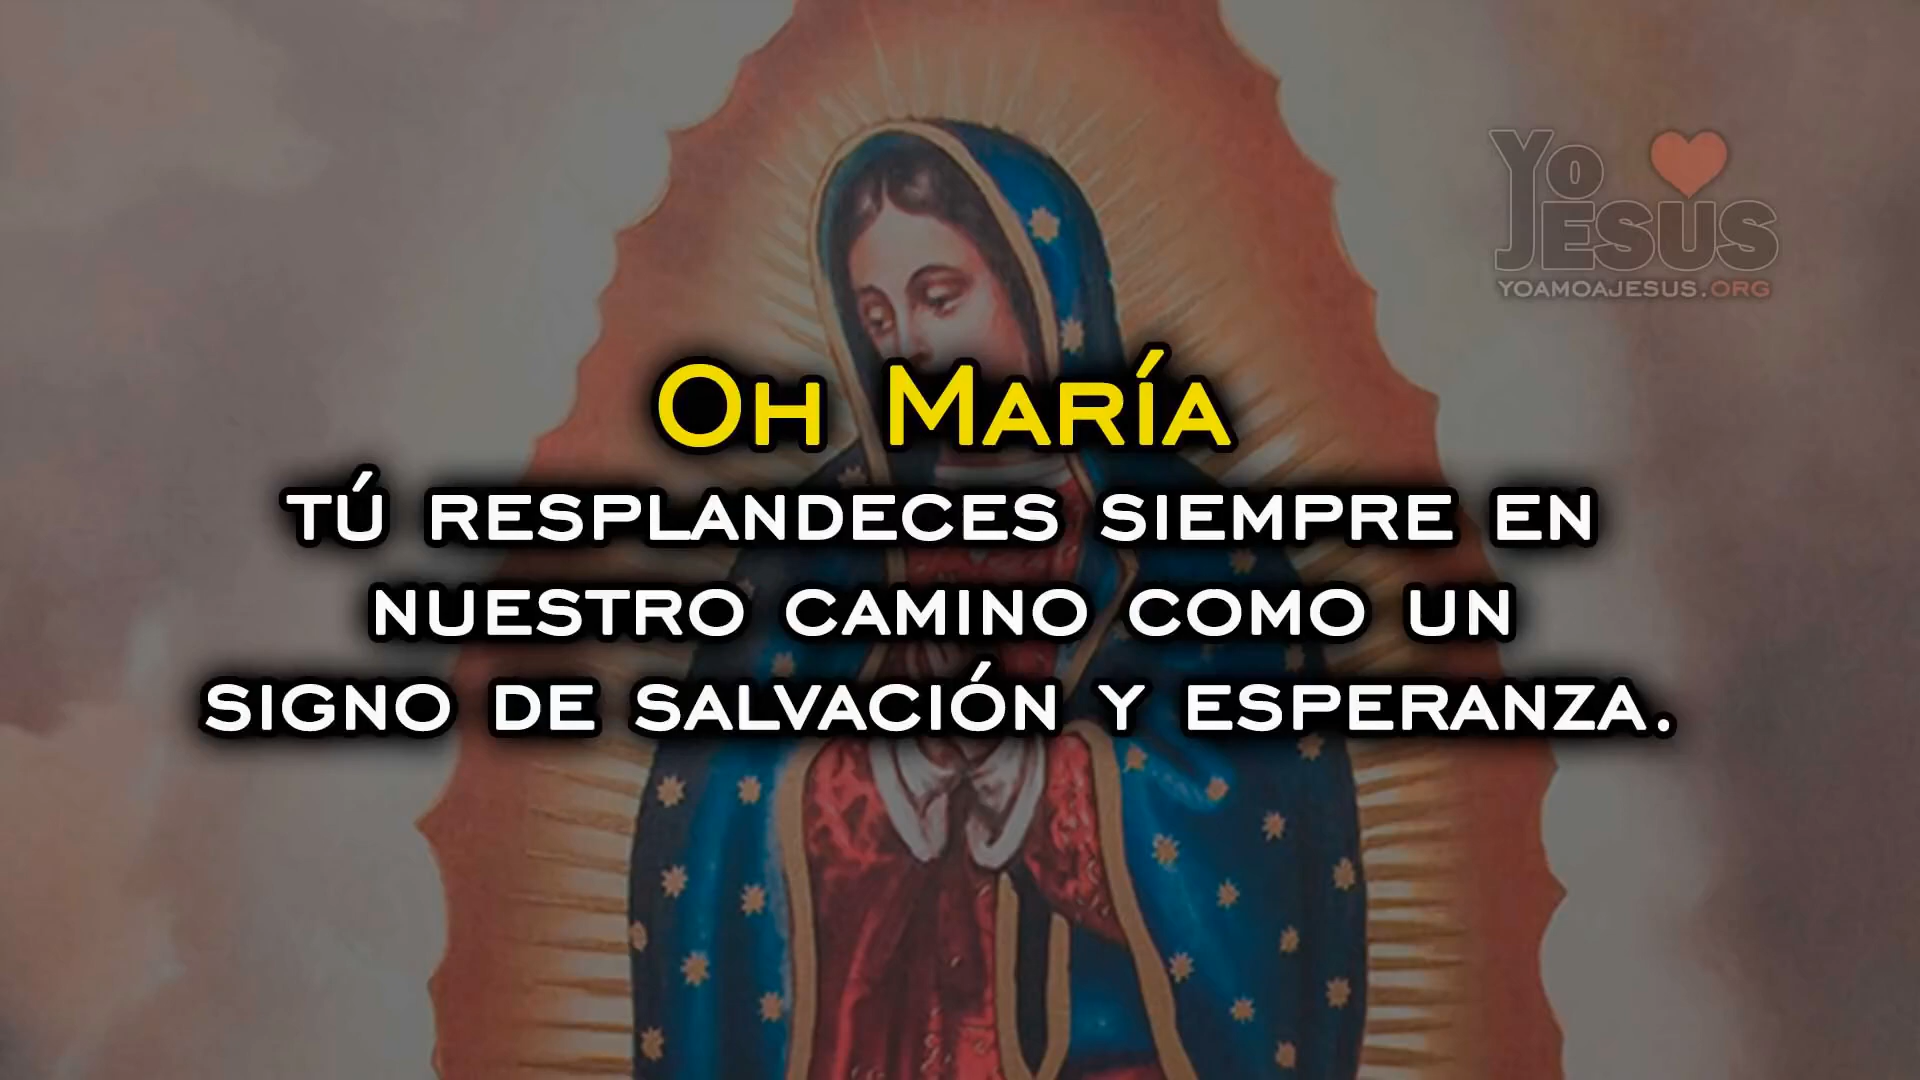 Yo
JESUS
YOAMOAJESUS.ORG
OH MARÍA
TÚ RESPLANDECES SIEMPRE EN
NUESTRO CAMINO COMO UN
SIGNO DE SALVACIÓN Y ESPERANZA.